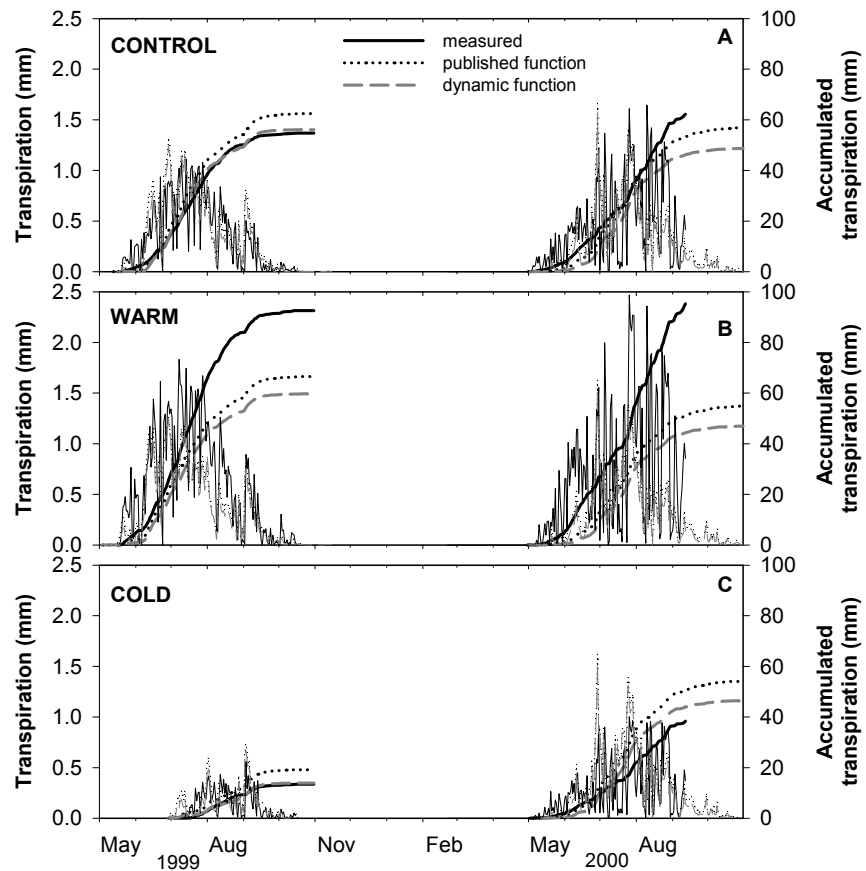 CONTROL
A
measured
published function
dynamic function
2.5
2.0
1.5
1.0
0.5
0.0
Transpiration (mm)
100
80
60
40
20
0
Accumulated
transpiration (mm)
WARM
B
2.5
2.0
1.5
1.0
0.5
0.0
Transpiration (mm)
100
80
60
40
20
0
Accumulated
transpiration (mm)
COLD
C
2.5
2.0
1.5
1.0
0.5
0.0
Transpiration (mm)
100
80
60
40
20
0
Accumulated
transpiration (mm)
May Aug Nov Feb May Aug
1999 2000